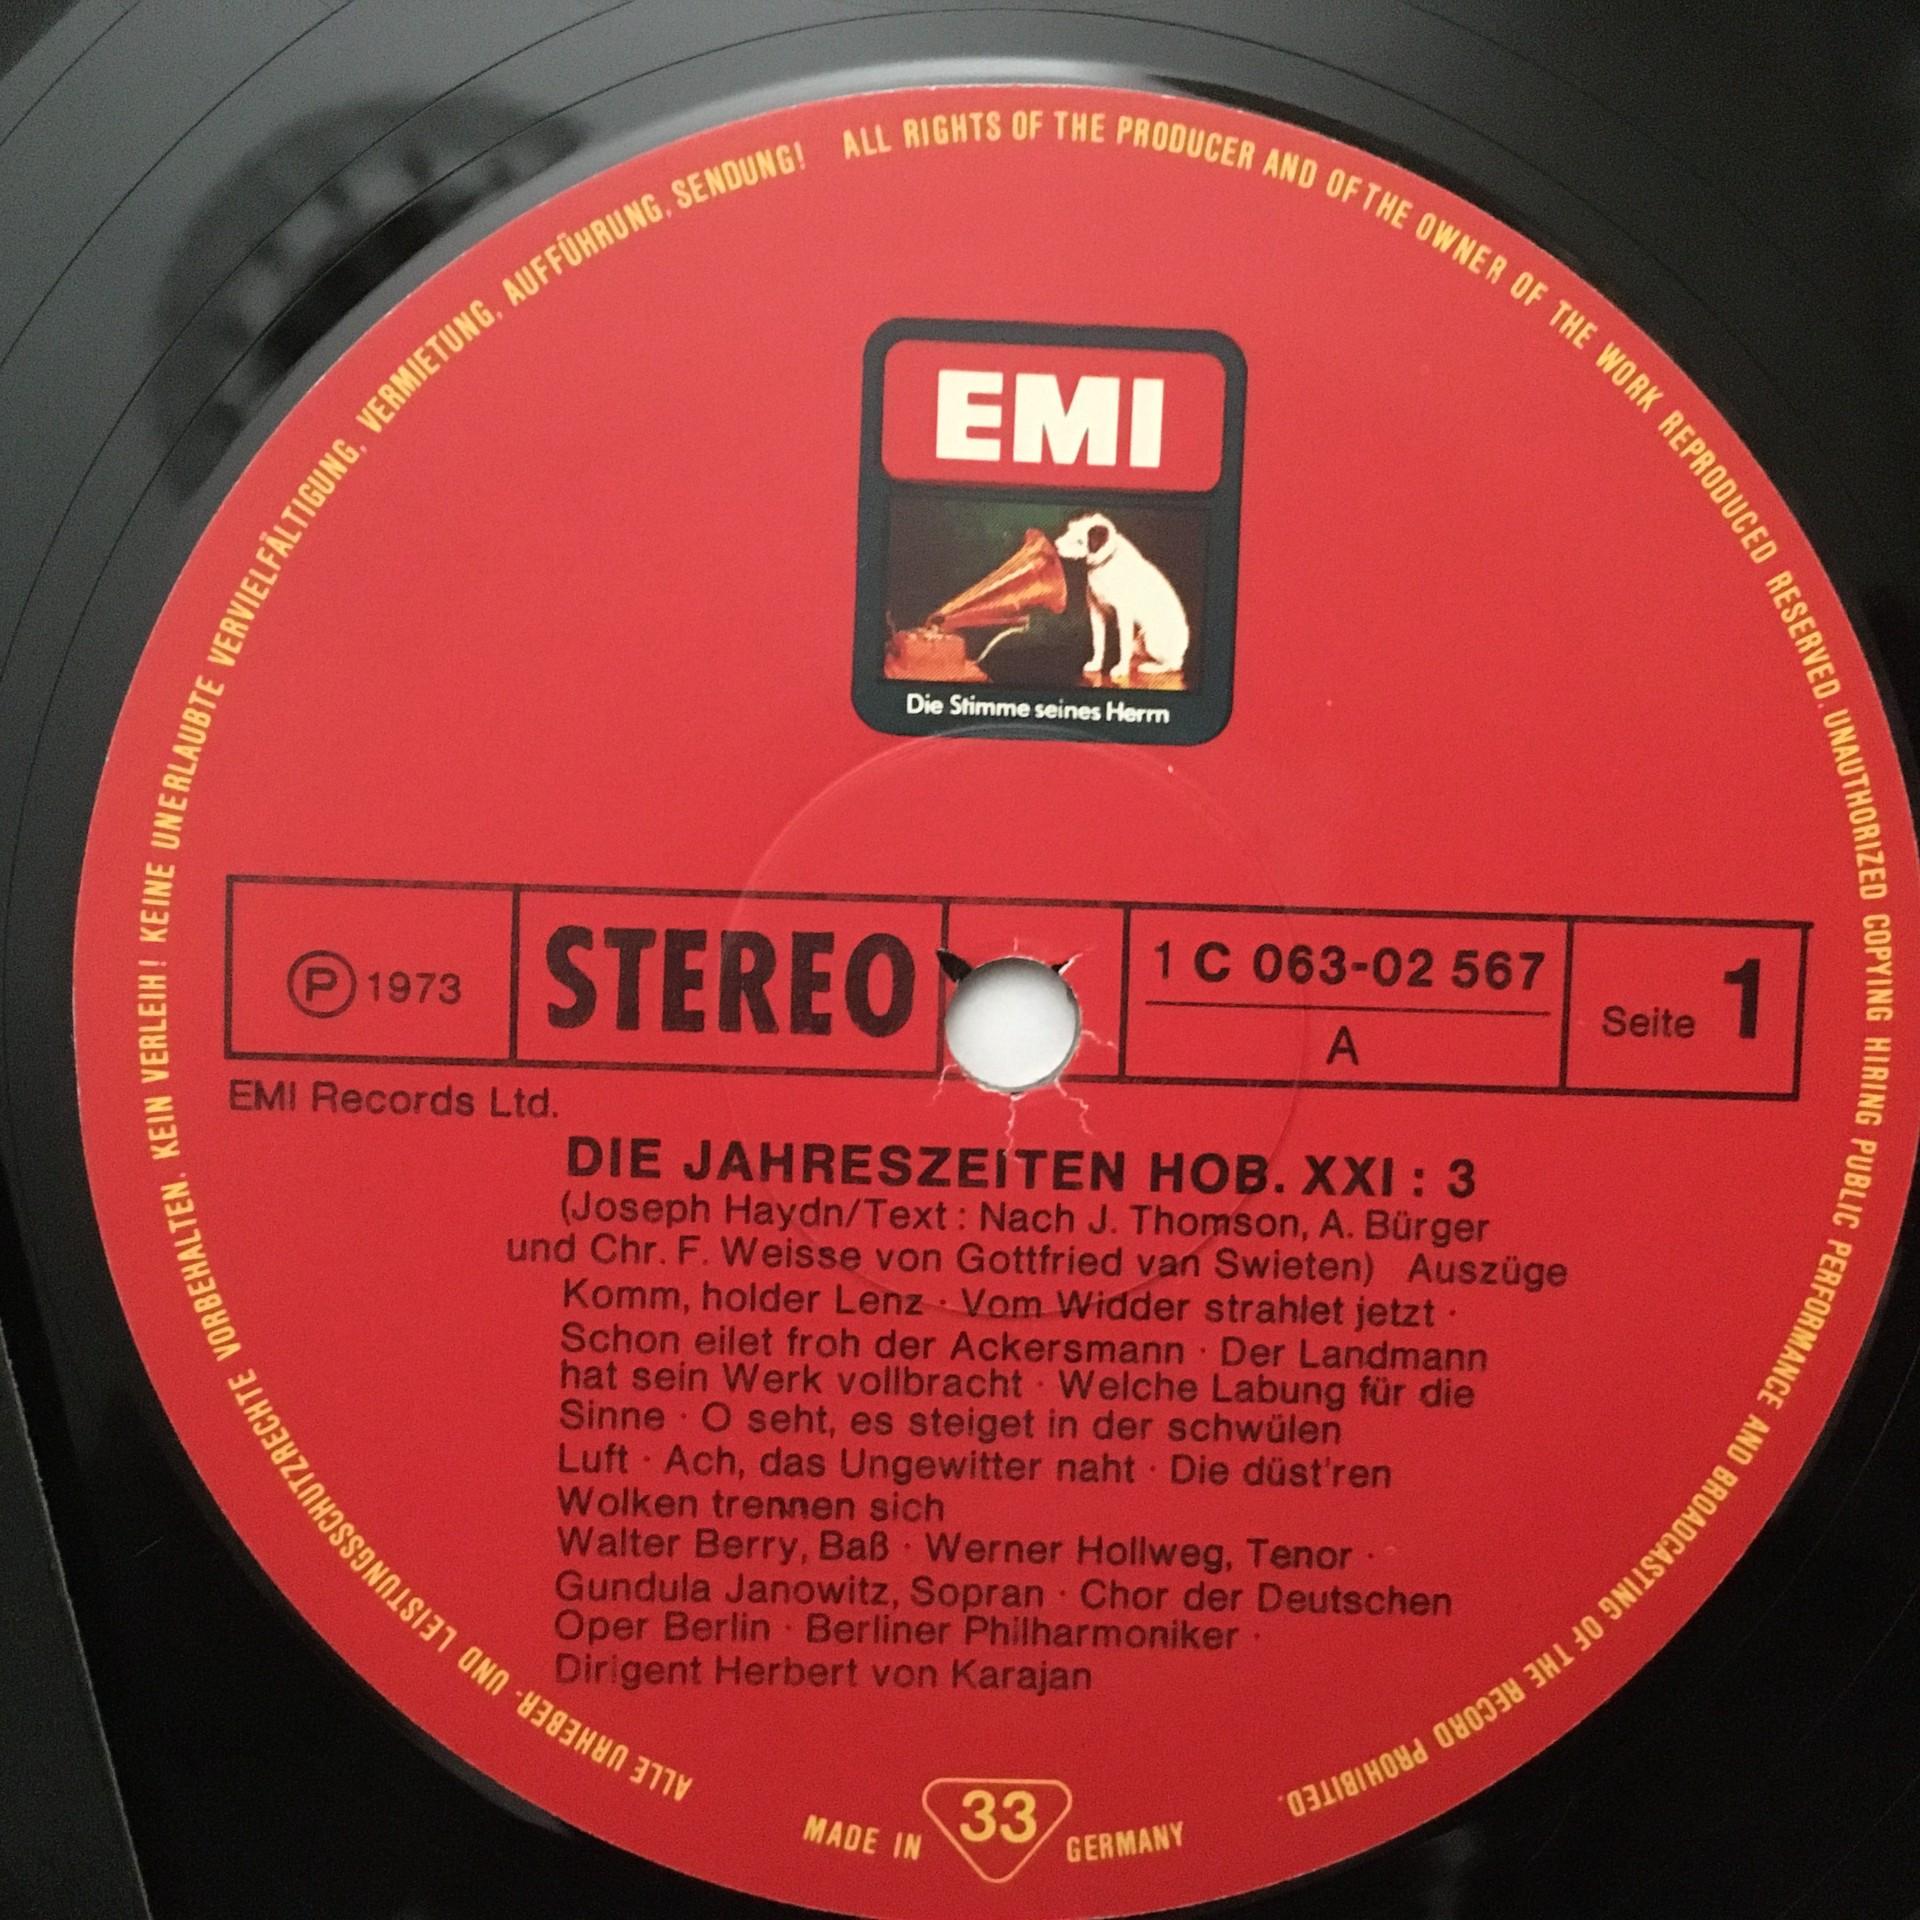 ALLE URHEBER- UND LEISTUNGSSCHUTZRECHTE VORBEHALTEN. KEIN VERLEIH! KEINE UNERLAUBTE VERVIELFÄLTIGUNG, VERMIETUNG, AUFFÜHRUNG, SENDUNG!
ALL RIGHTS OF THE PRODUCER AND OF THE OWNER OF THE WORK REPRODUCED RESERVED. UNAUTHORIZED COPYING HIRING PUBLIC PERFORMANCE AND BROADCASTING OF THE RECORD PROHIBITED.
EMI
Die Stimme seines Herrn
Ⓟ 1973
STEREO
1 C 063-02 567
A
Seite 1
EMI Records Ltd.
DIE JAHRESZEITEN HOB. XXI : 3
(Joseph Haydn/Text : Nach J. Thomson, A. Bürger
und Chr. F. Weisse von Gottfried van Swieten) Auszüge
Komm, holder Lenz · Vom Widder strahlet jetzt ·
Schon eilet froh der Ackersmann · Der Landmann
hat sein Werk vollbracht · Welche Labung für die
Sinne · O seht, es steiget in der schwülen
Luft · Ach, das Ungewitter naht · Die düst'ren
Wolken trennen sich
Walter Berry, Baß · Werner Hollweg, Tenor ·
Gundula Janowitz, Sopran · Chor der Deutschen
Oper Berlin · Berliner Philharmoniker ·
Dirigent Herbert von Karajan
MADE IN 33 GERMANY